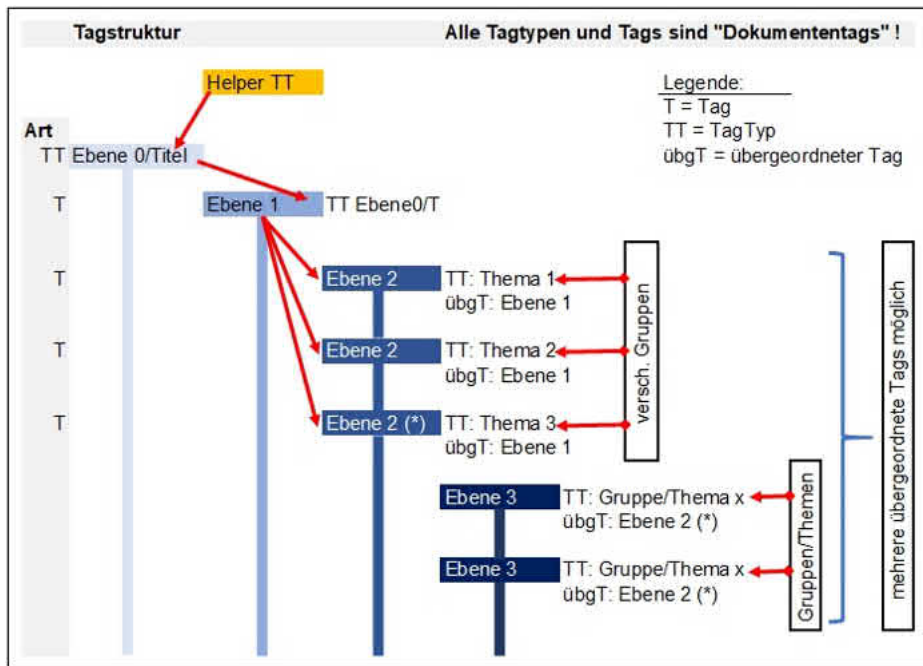 Tagstruktur
Alle Tagtypen und Tags sind "Dokumententags" !
Helper TT
Legende:
T = Tag
TT = TagTyp
übgT = übergeordneter Tag
Art
TT Ebene 0/Titel
T Ebene 1 TT Ebene0/T
T Ebene 2 TT: Thema 1
übgT: Ebene 1
T Ebene 2 TT: Thema 2
übgT: Ebene 1
T Ebene 2 (*) TT: Thema 3
übgT: Ebene 1
versch. Gruppen
Ebene 3 TT: Gruppe/Thema x
übgT: Ebene 2 (*)
Ebene 3 TT: Gruppe/Thema x
übgT: Ebene 2 (*)
Gruppen/Themen
mehrere übergeordnete Tags möglich